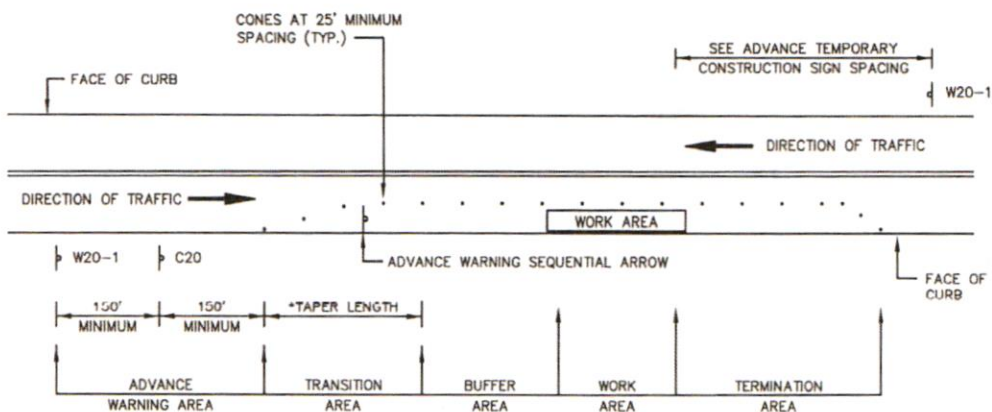 CONES AT 25' MINIMUM
SPACING (TYP.)
SEE ADVANCE TEMPORARY
CONSTRUCTION SIGN SPACING
FACE OF CURB
W20-1
DIRECTION OF TRAFFIC
DIRECTION OF TRAFFIC
WORK AREA
W20-1
C20
ADVANCE WARNING SEQUENTIAL ARROW
FACE OF
CURB
150'
MINIMUM
150'
MINIMUM
*TAPER LENGTH
ADVANCE
WARNING AREA
TRANSITION
AREA
BUFFER
AREA
WORK
AREA
TERMINATION
AREA